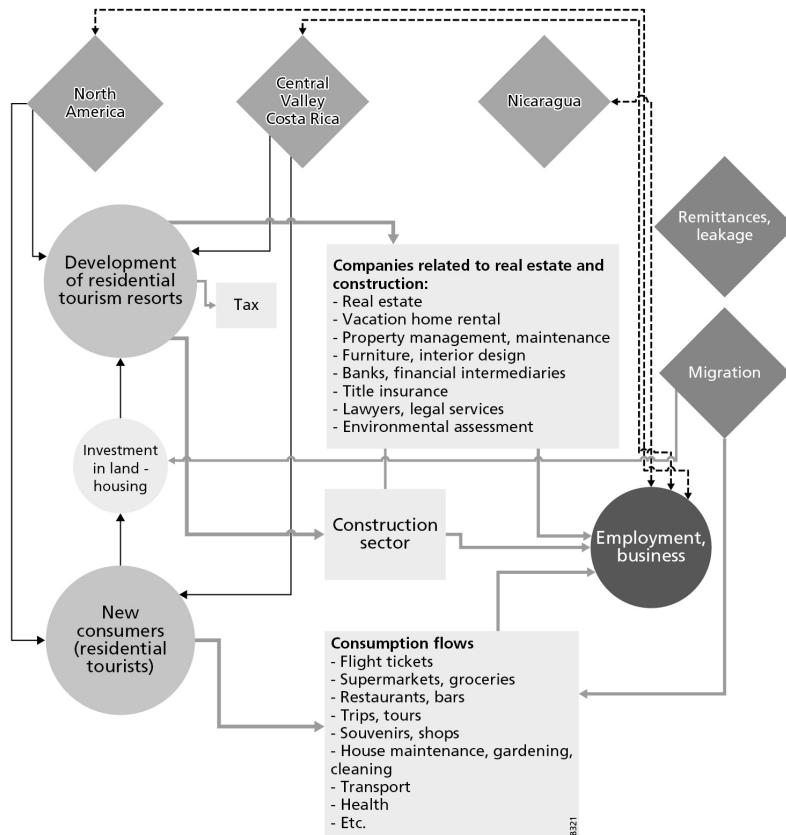 North
America
Central
Valley
Costa Rica
Nicaragua
Remittances,
leakage
Development
of residential
tourism resorts
Tax
Companies related to real estate and
construction:
- Real estate
- Vacation home rental
- Property management, maintenance
- Furniture, interior design
- Banks, financial intermediaries
- Title insurance
- Lawyers, legal services
- Environmental assessment
Migration
Investment
in land -
housing
Construction
sector
Employment,
business
New
consumers
(residential
tourists)
Consumption flows
- Flight tickets
- Supermarkets, groceries
- Restaurants, bars
- Trips, tours
- Souvenirs, shops
- House maintenance, gardening,
cleaning
- Transport
- Health
- Etc.
8321